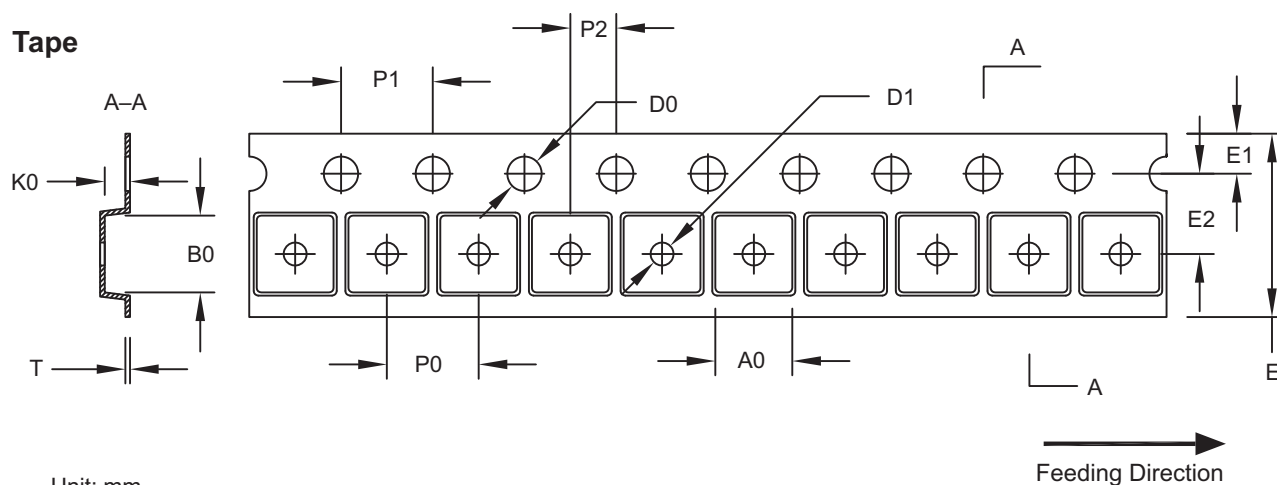 Tape
P2
A
P1
A–A
D0
D1
E1
K0
E2
B0
T
P0
A0
A
E
Feeding Direction
Unit: mm